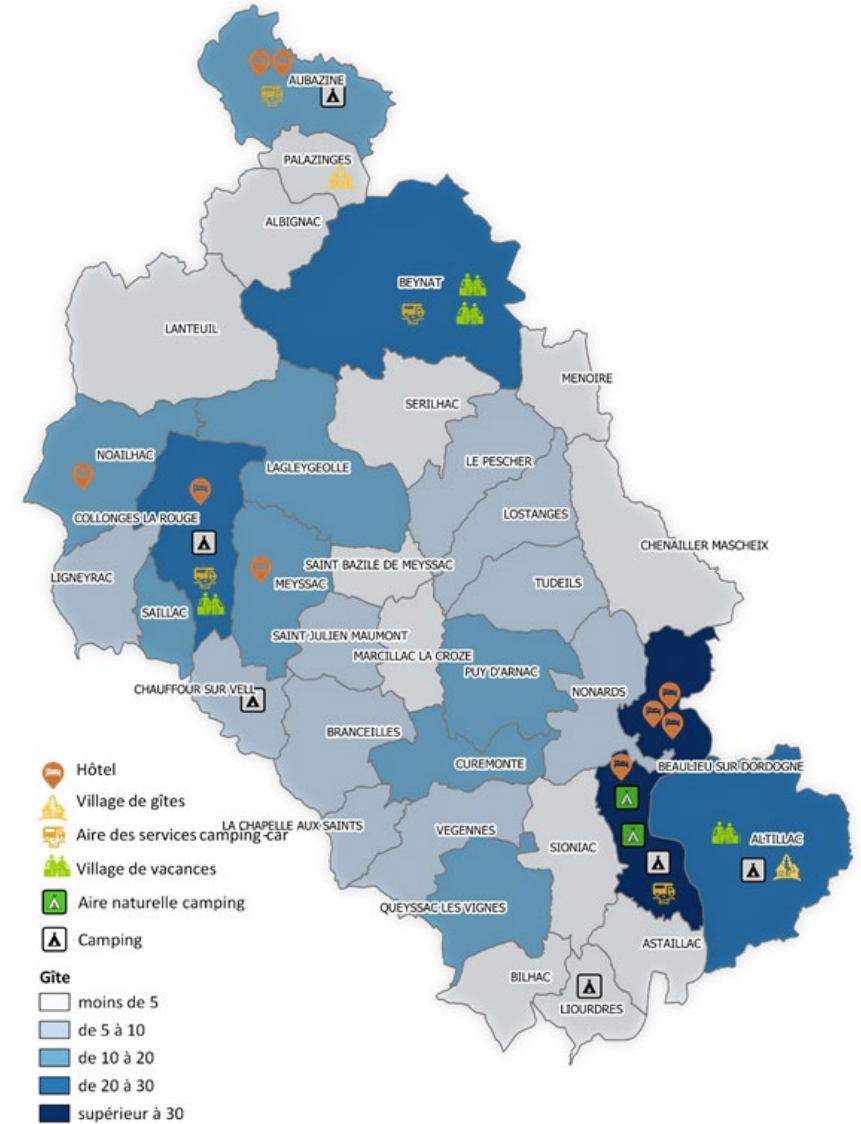 AUBAZINE
PALAZINGES
ALBIGNAC
BEYNAT
LANTEUIL
MENOIRE
SERILHAC
NOAILHAC
LAGLEYGEOLLE
LE PESCHER
COLLONGES LA ROUGE
LOSTANGES
CHENAILLER MASCHEIX
SAINT BAZILE DE MEYSSAC
LIGNEYRAC
MEYSSAC
TUDEILS
SAILLAC
SAINT JULIEN MAUMONT
MARCILLAC LA CROZE
PUY D'ARNAC
CHAUFFOUR SUR VELL
NONARDS
BRANCEILLES
CUREMONTE
BEAULIEU SUR DORDOGNE
LA CHAPELLE AUX SAINTS
VEGENNES
SIONIAC
ALTILLAC
QUEYSSAC LES VIGNES
ASTAILLAC
BILHAC
LIOURDRES
Hôtel
Village de gîtes
Aire des services camping-car
Village de vacances
Aire naturelle camping
Camping
Gîte
moins de 5
de 5 à 10
de 10 à 20
de 20 à 30
supérieur à 30